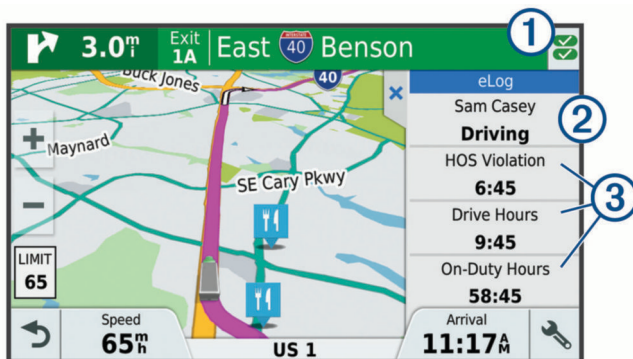 3.0 mi
Exit 1A
East 40 Benson
1
INTERSTATE
40
Buck Jones
Maynard
SE Cary Pkwy
+
−
LIMIT
65
×
eLog
Sam Casey
Driving
2
HOS Violation
6:45
3
Drive Hours
9:45
On-Duty Hours
58:45
Speed
65 mh
US 1
Arrival
11:17 AM